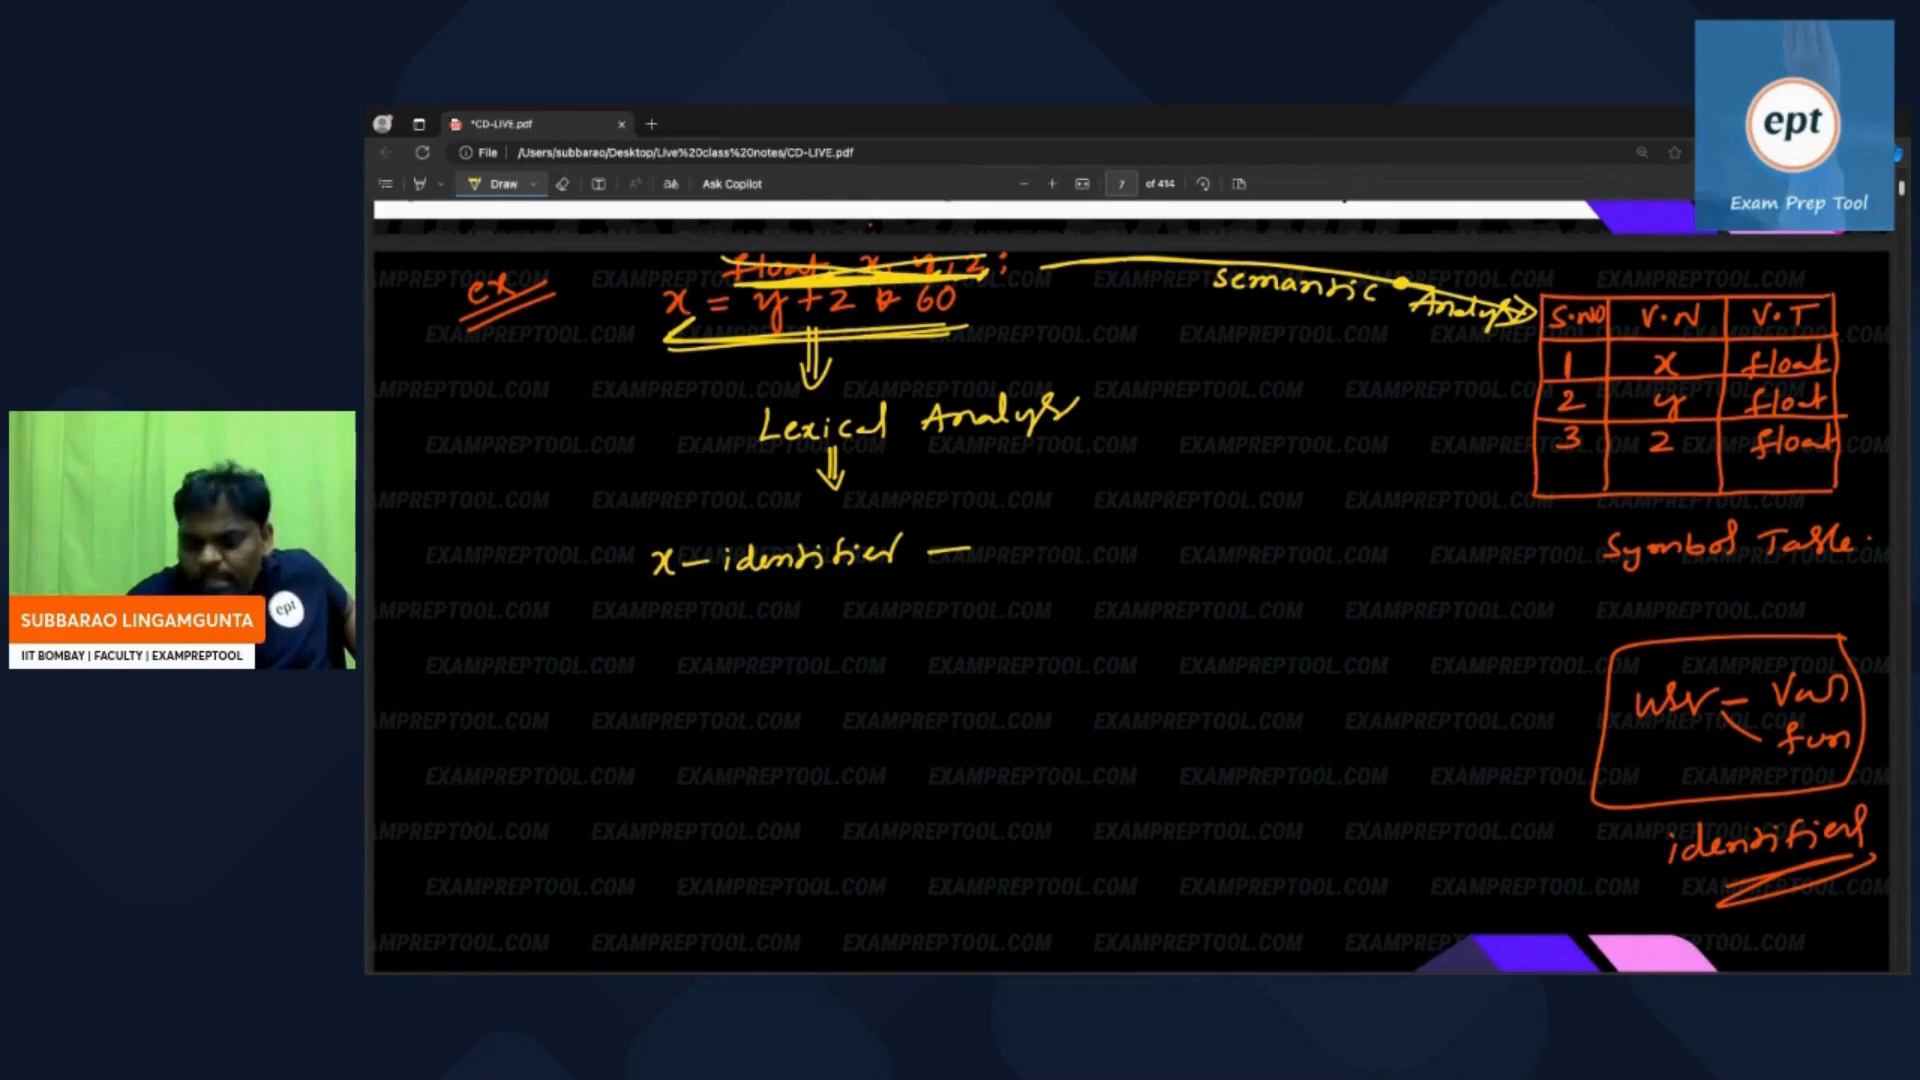 ept
Exam Prep Tool
*CD-LIVE.pdf
File | /Users/subbarao/Desktop/Live%20class%20notes/CD-LIVE.pdf
Draw
Ask Copilot
7 of 414
float x, y, z;
ex
x = y + z * 60
semantic Analysis
Lexical Analysis
x - identifier -
S.NO V.N V.T
1 x float
2 y float
3 z float
Symbol Table.
usr - Var
fun
identifier
ept
SUBBARAO LINGAMGUNTA
IIT BOMBAY | FACULTY | EXAMPREPTOOL
EXAMPREPTOOL.COM